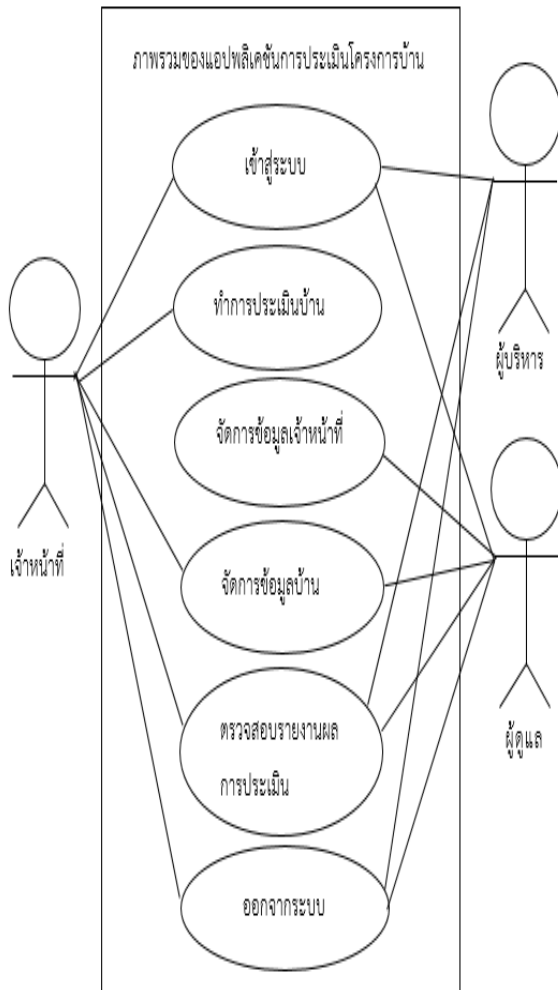 ภาพรวมของแอปพลิเคชันการประเมินโครงการบ้าน
เข้าสู่ระบบ
ทำการประเมินบ้าน
จัดการข้อมูลเจ้าหน้าที่
จัดการข้อมูลบ้าน
ตรวจสอบรายงานผล
การประเมิน
ออกจากระบบ
เจ้าหน้าที่
ผู้บริหาร
ผู้ดูแล